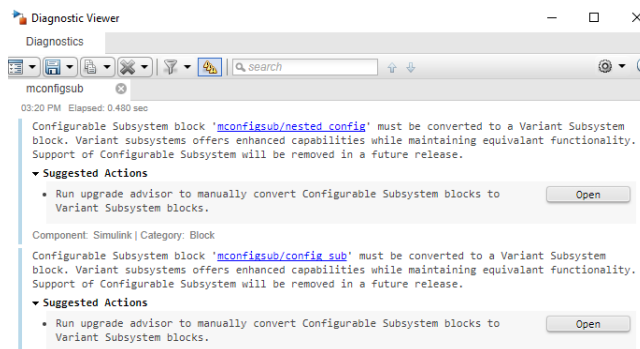 Diagnostic Viewer
Diagnostics
search
mconfigsub
03:20 PM Elapsed: 0.480 sec
Configurable Subsystem block 'mconfigsub/nested config' must be converted to a Variant Subsystem
block. Variant subsystems offers enhanced capabilities while maintaining equivalant functionality.
Support of Configurable Subsystem will be removed in a future release.
Suggested Actions
• Run upgrade advisor to manually convert Configurable Subsystem blocks to
Variant Subsystem blocks.
Open
Component: Simulink | Category: Block
Configurable Subsystem block 'mconfigsub/config sub' must be converted to a Variant Subsystem
block. Variant subsystems offers enhanced capabilities while maintaining equivalant functionality.
Support of Configurable Subsystem will be removed in a future release.
Suggested Actions
• Run upgrade advisor to manually convert Configurable Subsystem blocks to
Variant Subsystem blocks.
Open